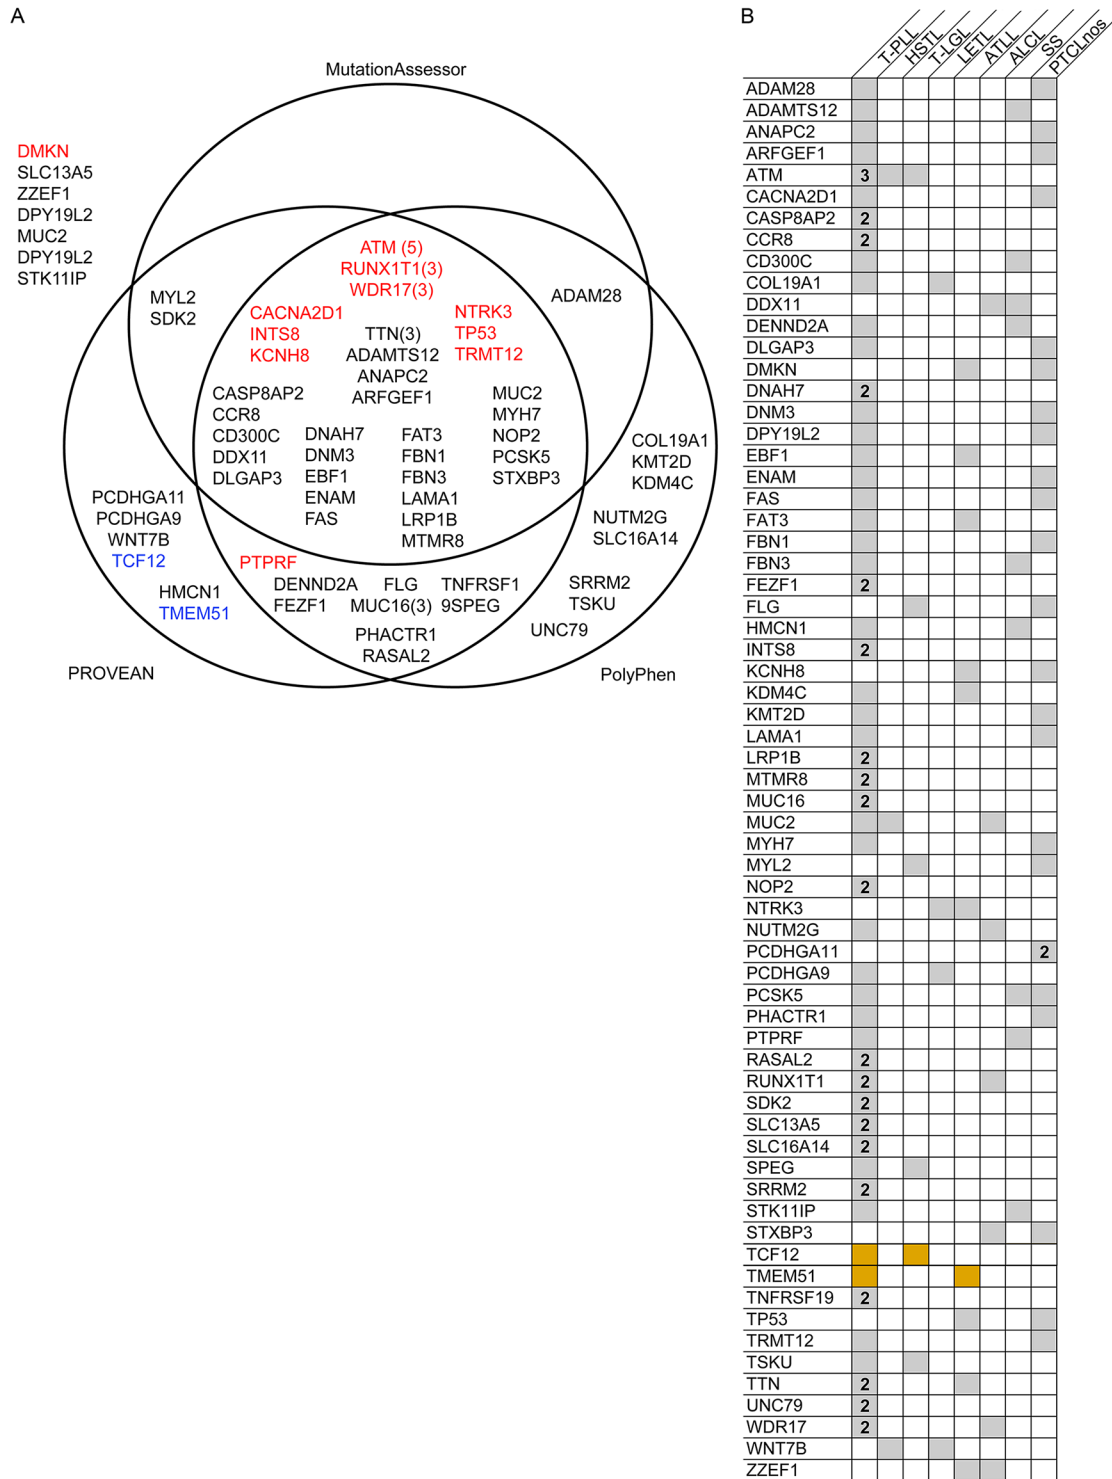 A
MutationAssessor
DMKN
SLC13A5
ZZEF1
DPY19L2
MUC2
DPY19L2
STK11IP
MYL2
SDK2
ATM (5)
RUNX1T1(3)
WDR17(3)
CACNA2D1
INTS8
KCNH8
NTRK3
TP53
TRMT12
TTN(3)
ADAMTS12
ANAPC2
ARFGEF1
ADAM28
CASP8AP2
CCR8
CD300C
DDX11
DLGAP3
DNAH7
DNM3
EBF1
ENAM
FAS
FAT3
FBN1
FBN3
LAMA1
LRP1B
MTMR8
MUC2
MYH7
NOP2
PCSK5
STXBP3
COL19A1
KMT2D
KDM4C
NUTM2G
SLC16A14
SRRM2
TSKU
UNC79
PCDHGA11
PCDHGA9
WNT7B
TCF12
HMCN1
TMEM51
PTPRF
DENND2A
FEZF1
FLG
MUC16(3)
TNFRSF1
9SPEG
PHACTR1
RASAL2
PROVEAN
PolyPhen
B
T-PLL
HSTL
T-LGL
LETL
ATLL
ALCL
SS
PTCLnos
ADAM28
ADAMTS12
ANAPC2
ARFGEF1
ATM 3
CACNA2D1
CASP8AP2 2
CCR8 2
CD300C
COL19A1
DDX11
DENND2A
DLGAP3
DMKN
DNAH7 2
DNM3
DPY19L2
EBF1
ENAM
FAS
FAT3
FBN1
FBN3
FEZF1 2
FLG
HMCN1
INTS8 2
KCNH8
KDM4C
KMT2D
LAMA1
LRP1B 2
MTMR8 2
MUC16 2
MUC2
MYH7
MYL2
NOP2 2
NTRK3
NUTM2G
PCDHGA11 2
PCDHGA9
PCSK5
PHACTR1
PTPRF
RASAL2 2
RUNX1T1 2
SDK2 2
SLC13A5 2
SLC16A14 2
SPEG
SRRM2 2
STK11IP
STXBP3
TCF12
TMEM51
TNFRSF19 2
TP53
TRMT12
TSKU
TTN 2
UNC79 2
WDR17 2
WNT7B
ZZEF1